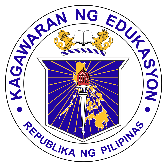 KAGAWARAN NG EDUKASYON
REPUBLIKA NG PILIPINAS